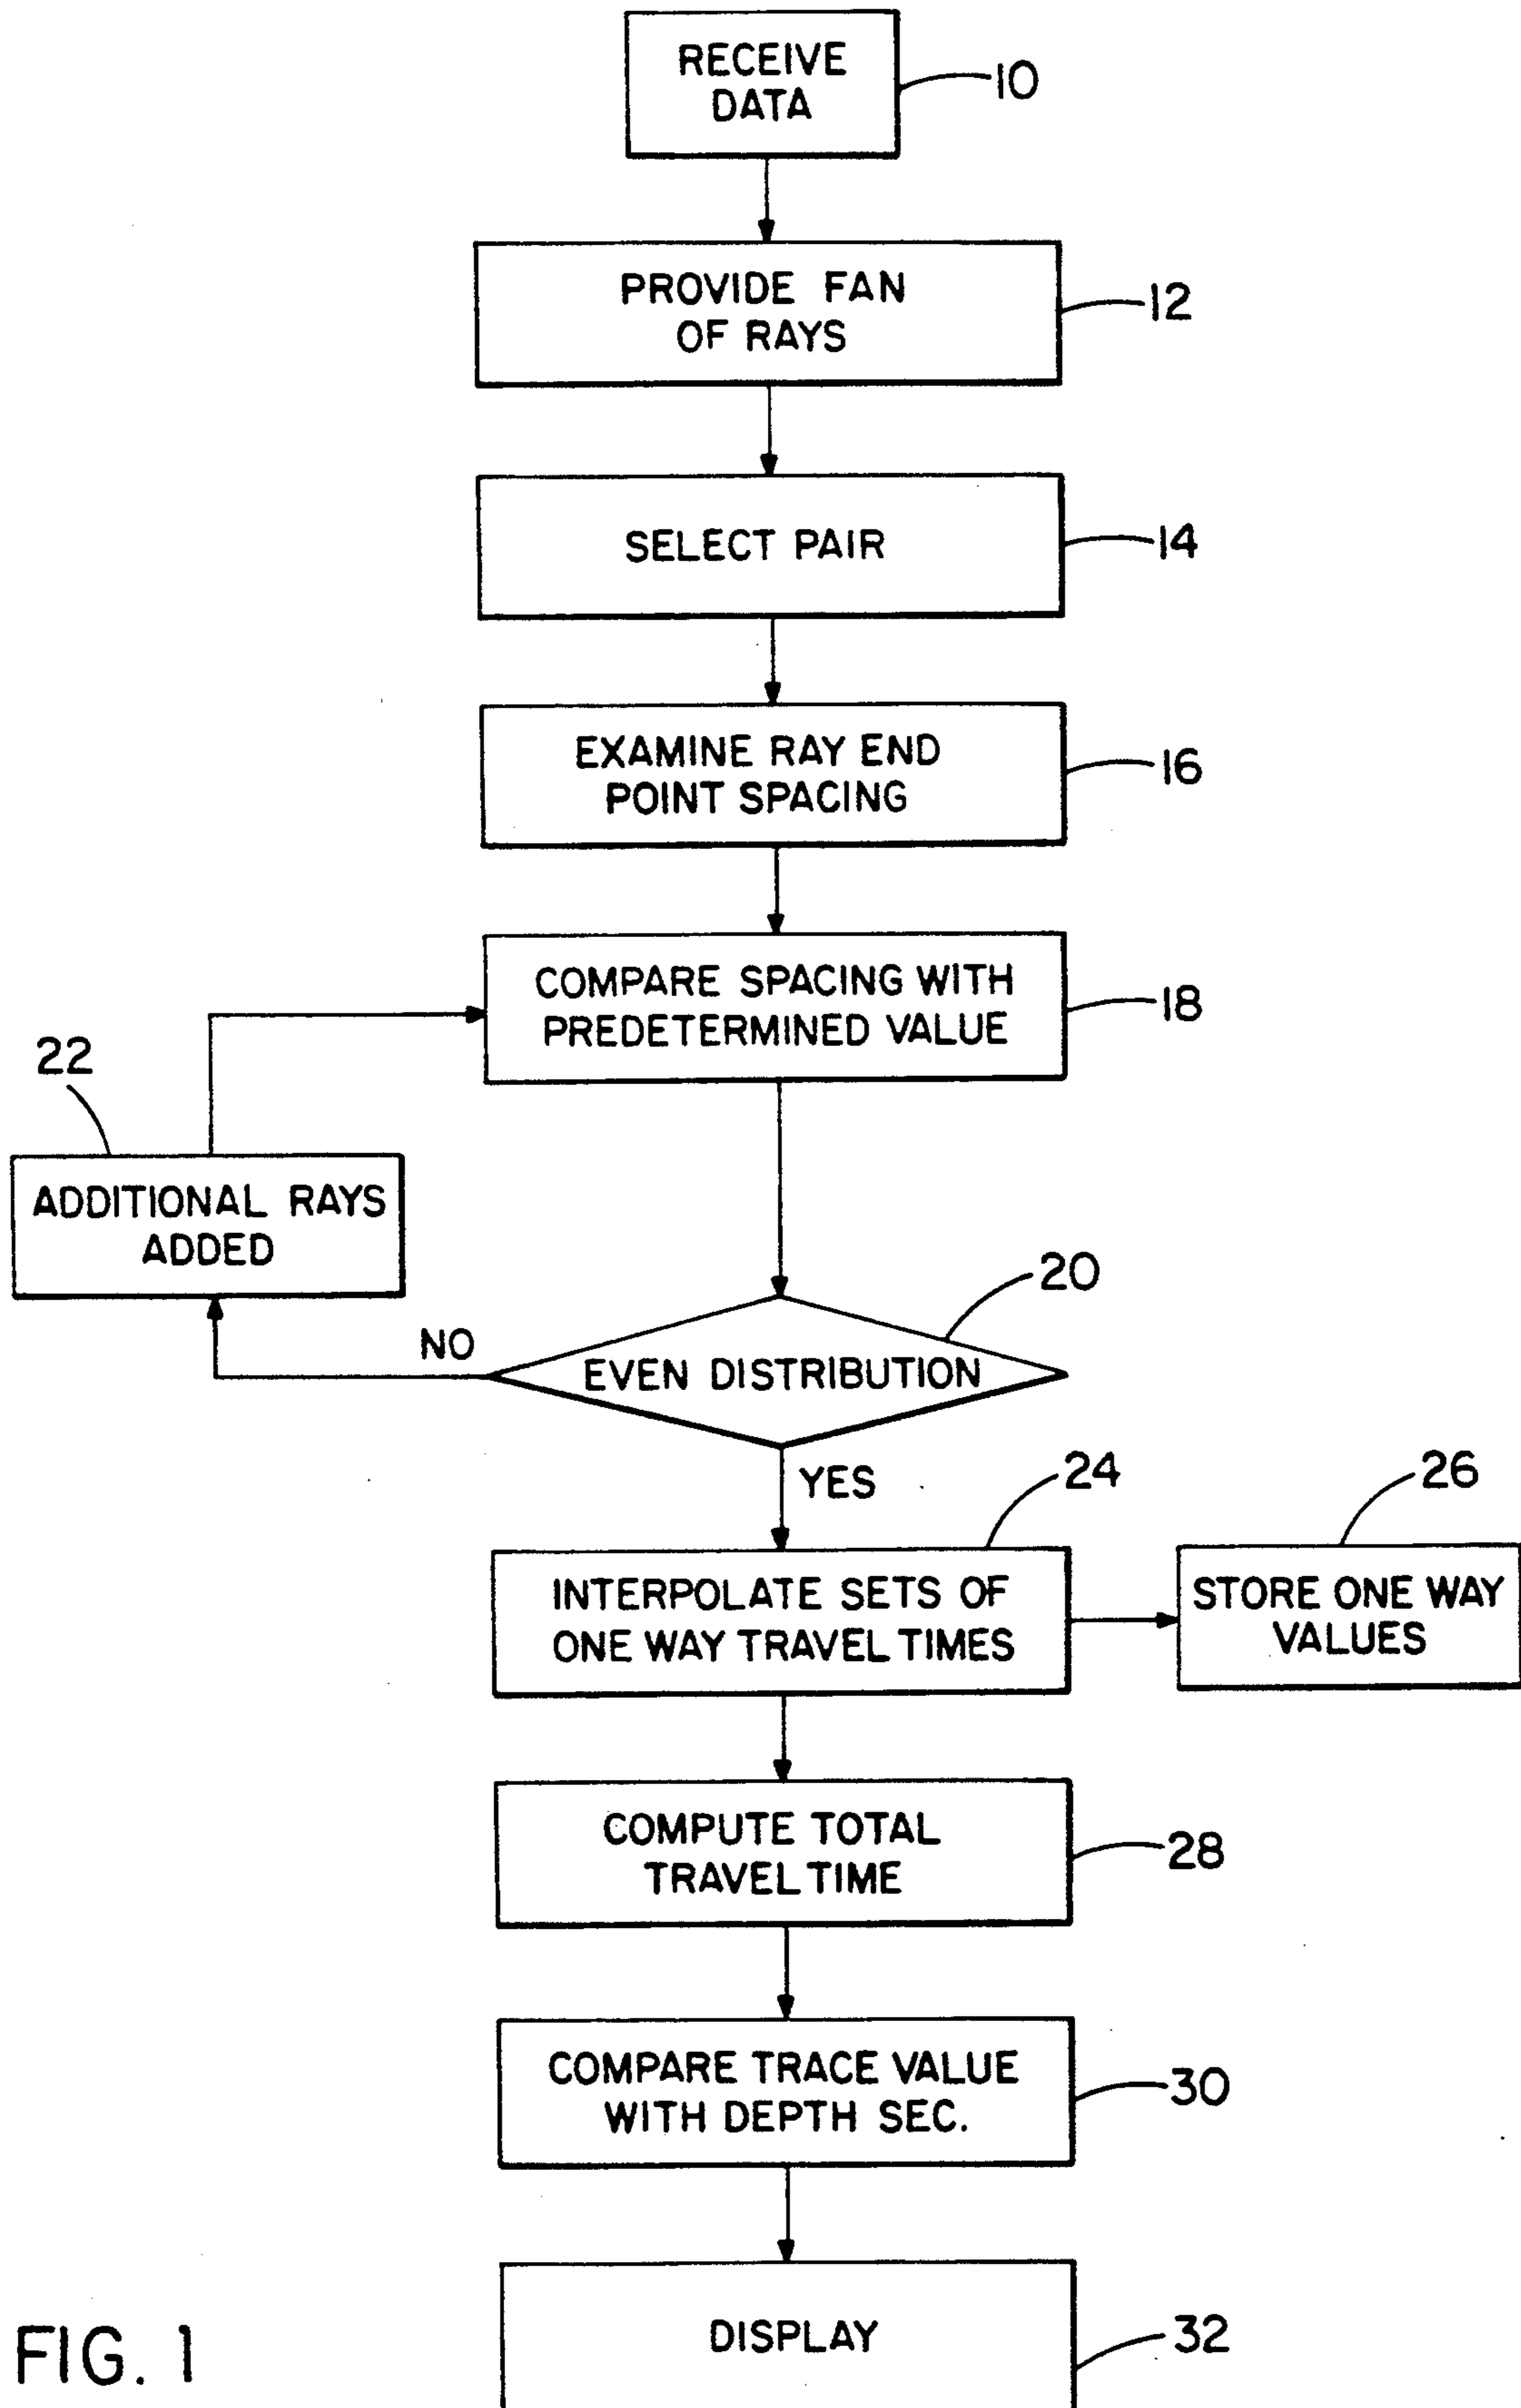 RECEIVE
DATA
10
PROVIDE FAN
OF RAYS
12
SELECT PAIR
14
EXAMINE RAY END
POINT SPACING
16
COMPARE SPACING WITH
PREDETERMINED VALUE
18
22
ADDITIONAL RAYS
ADDED
20
NO
EVEN DISTRIBUTION
YES
24
26
INTERPOLATE SETS OF
ONE WAY TRAVEL TIMES
STORE ONE WAY
VALUES
COMPUTE TOTAL
TRAVEL TIME
28
COMPARE TRACE VALUE
WITH DEPTH SEC.
30
DISPLAY
32
FIG. 1